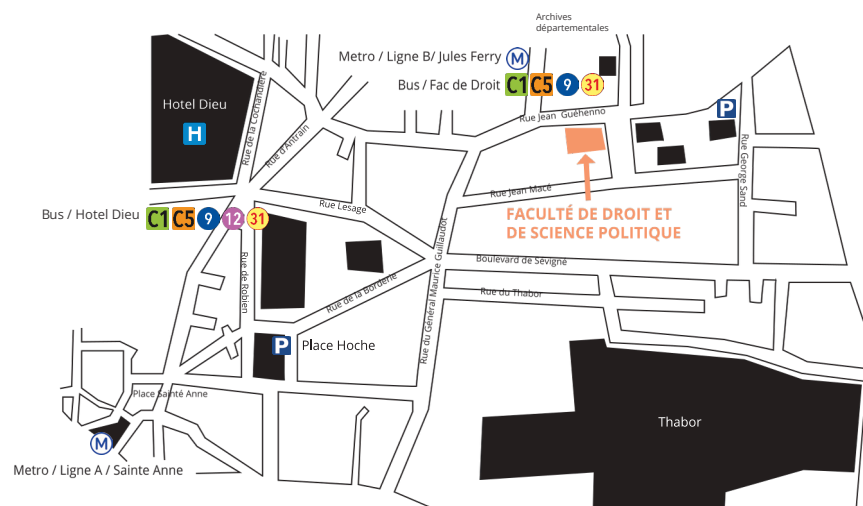 Archives
départementales
Metro / Ligne B/ Jules Ferry M
Bus / Fac de Droit C1 C5 9 31
Hotel Dieu
H
Rue de la Cochardière
Rue d'Antrain
Rue Jean Guéhenno
P
Rue George Sand
Rue Jean Macé
Rue Lesage
FACULTÉ DE DROIT ET
DE SCIENCE POLITIQUE
Bus / Hotel Dieu C1 C5 9 12 31
Rue de Robien
Rue du Général Maurice Guillaudot
Boulevard de Sévigné
Rue de la Borderie
Rue du Thabor
P Place Hoche
Place Sainté Anne
Thabor
M
Metro / Ligne A / Sainte Anne